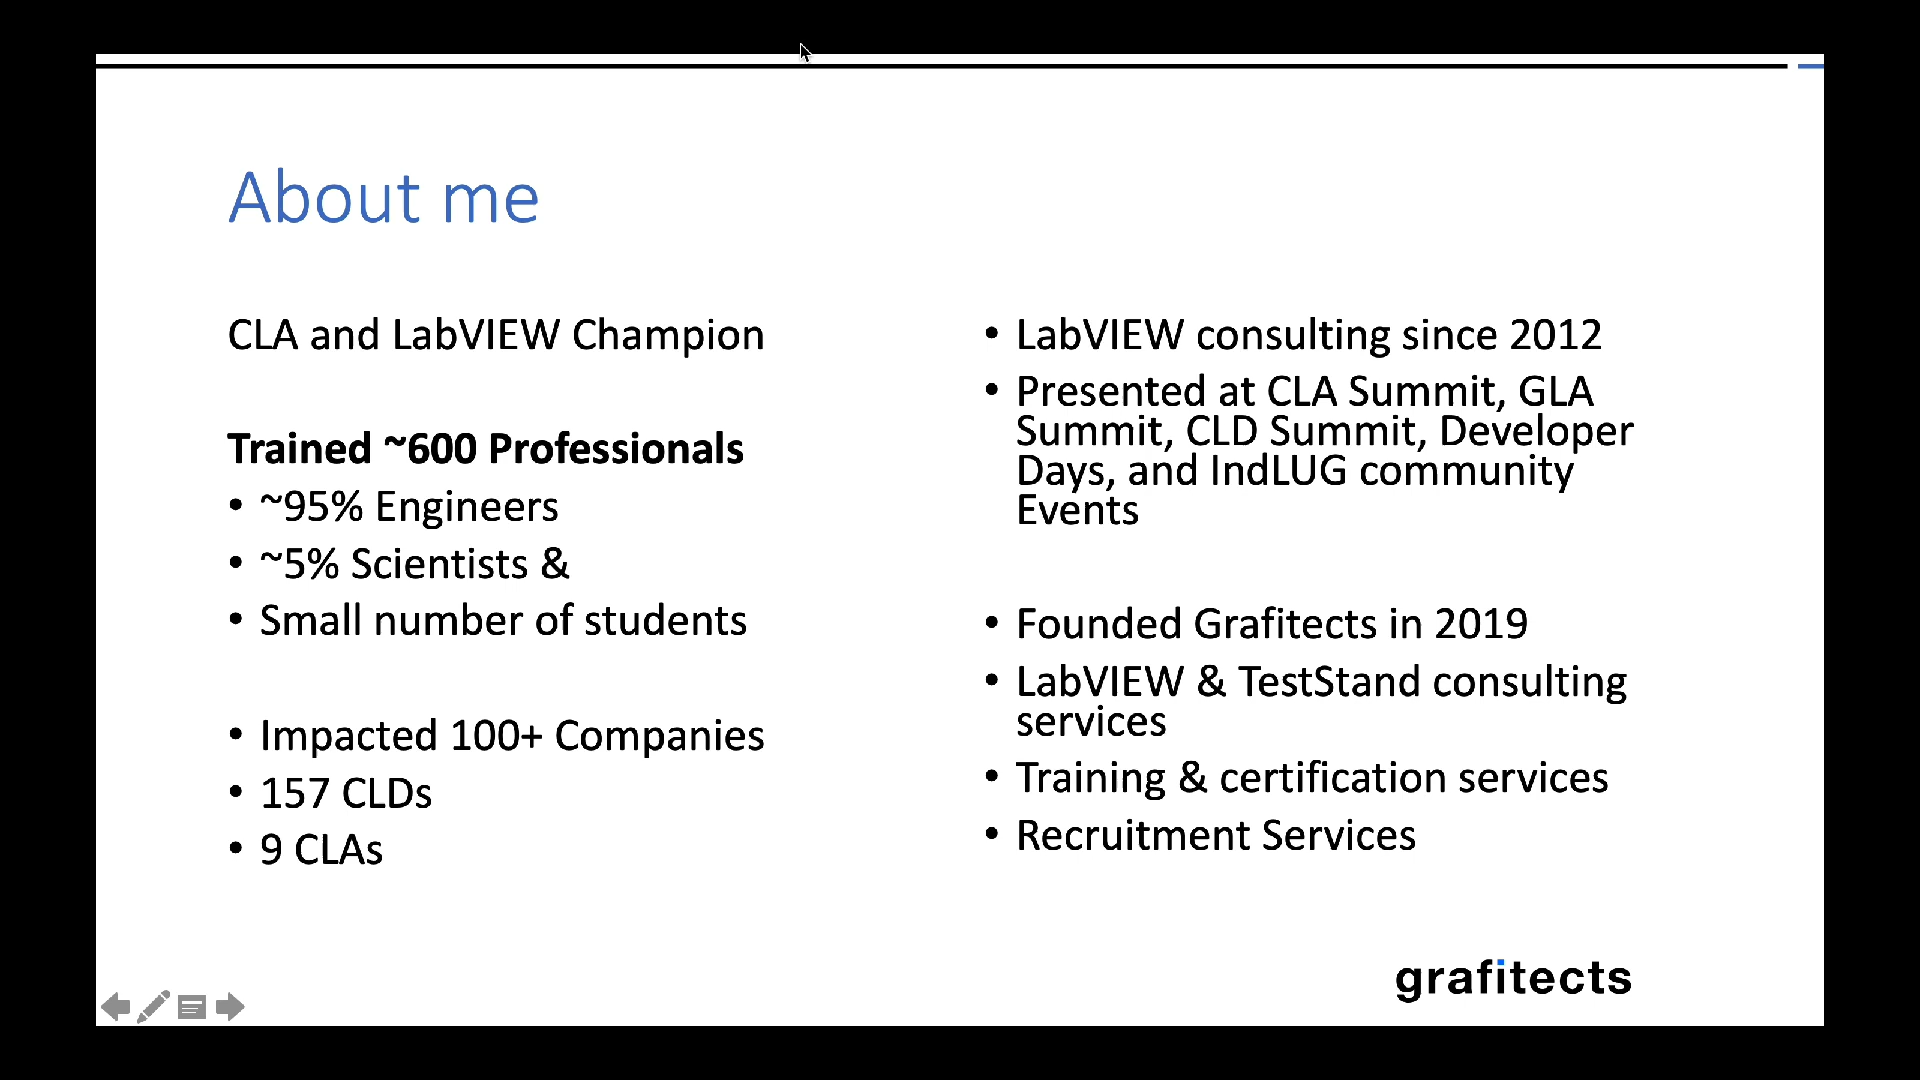 About me
CLA and LabVIEW Champion
Trained ~600 Professionals
• ~95% Engineers
• ~5% Scientists &
• Small number of students
• Impacted 100+ Companies
• 157 CLDs
• 9 CLAs
• LabVIEW consulting since 2012
• Presented at CLA Summit, GLA
Summit, CLD Summit, Developer
Days, and IndLUG community
Events
• Founded Grafitects in 2019
• LabVIEW & TestStand consulting
services
• Training & certification services
• Recruitment Services
grafitects